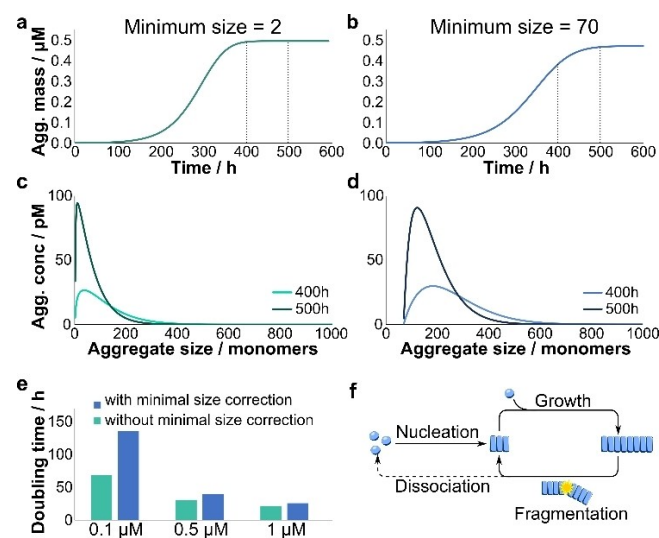 a
Minimum size = 2
Agg. mass / µM
0.5
0.4
0.3
0.2
0.1
0.0
0 100 200 300 400 500 600
Time / h
b
Minimum size = 70
0.5
0.4
0.3
0.2
0.1
0.0
0 100 200 300 400 500 600
Time / h
c
Agg. conc / pM
100
50
0
400h
500h
0 200 400 600 800 1000
Aggregate size / monomers
d
100
50
0
400h
500h
0 200 400 600 800 1000
Aggregate size / monomers
e
with minimal size correction
without minimal size correction
Doubling time / h
150
100
50
0
0.1 µM 0.5 µM 1 µM
f
Growth
Nucleation
Dissociation
Fragmentation